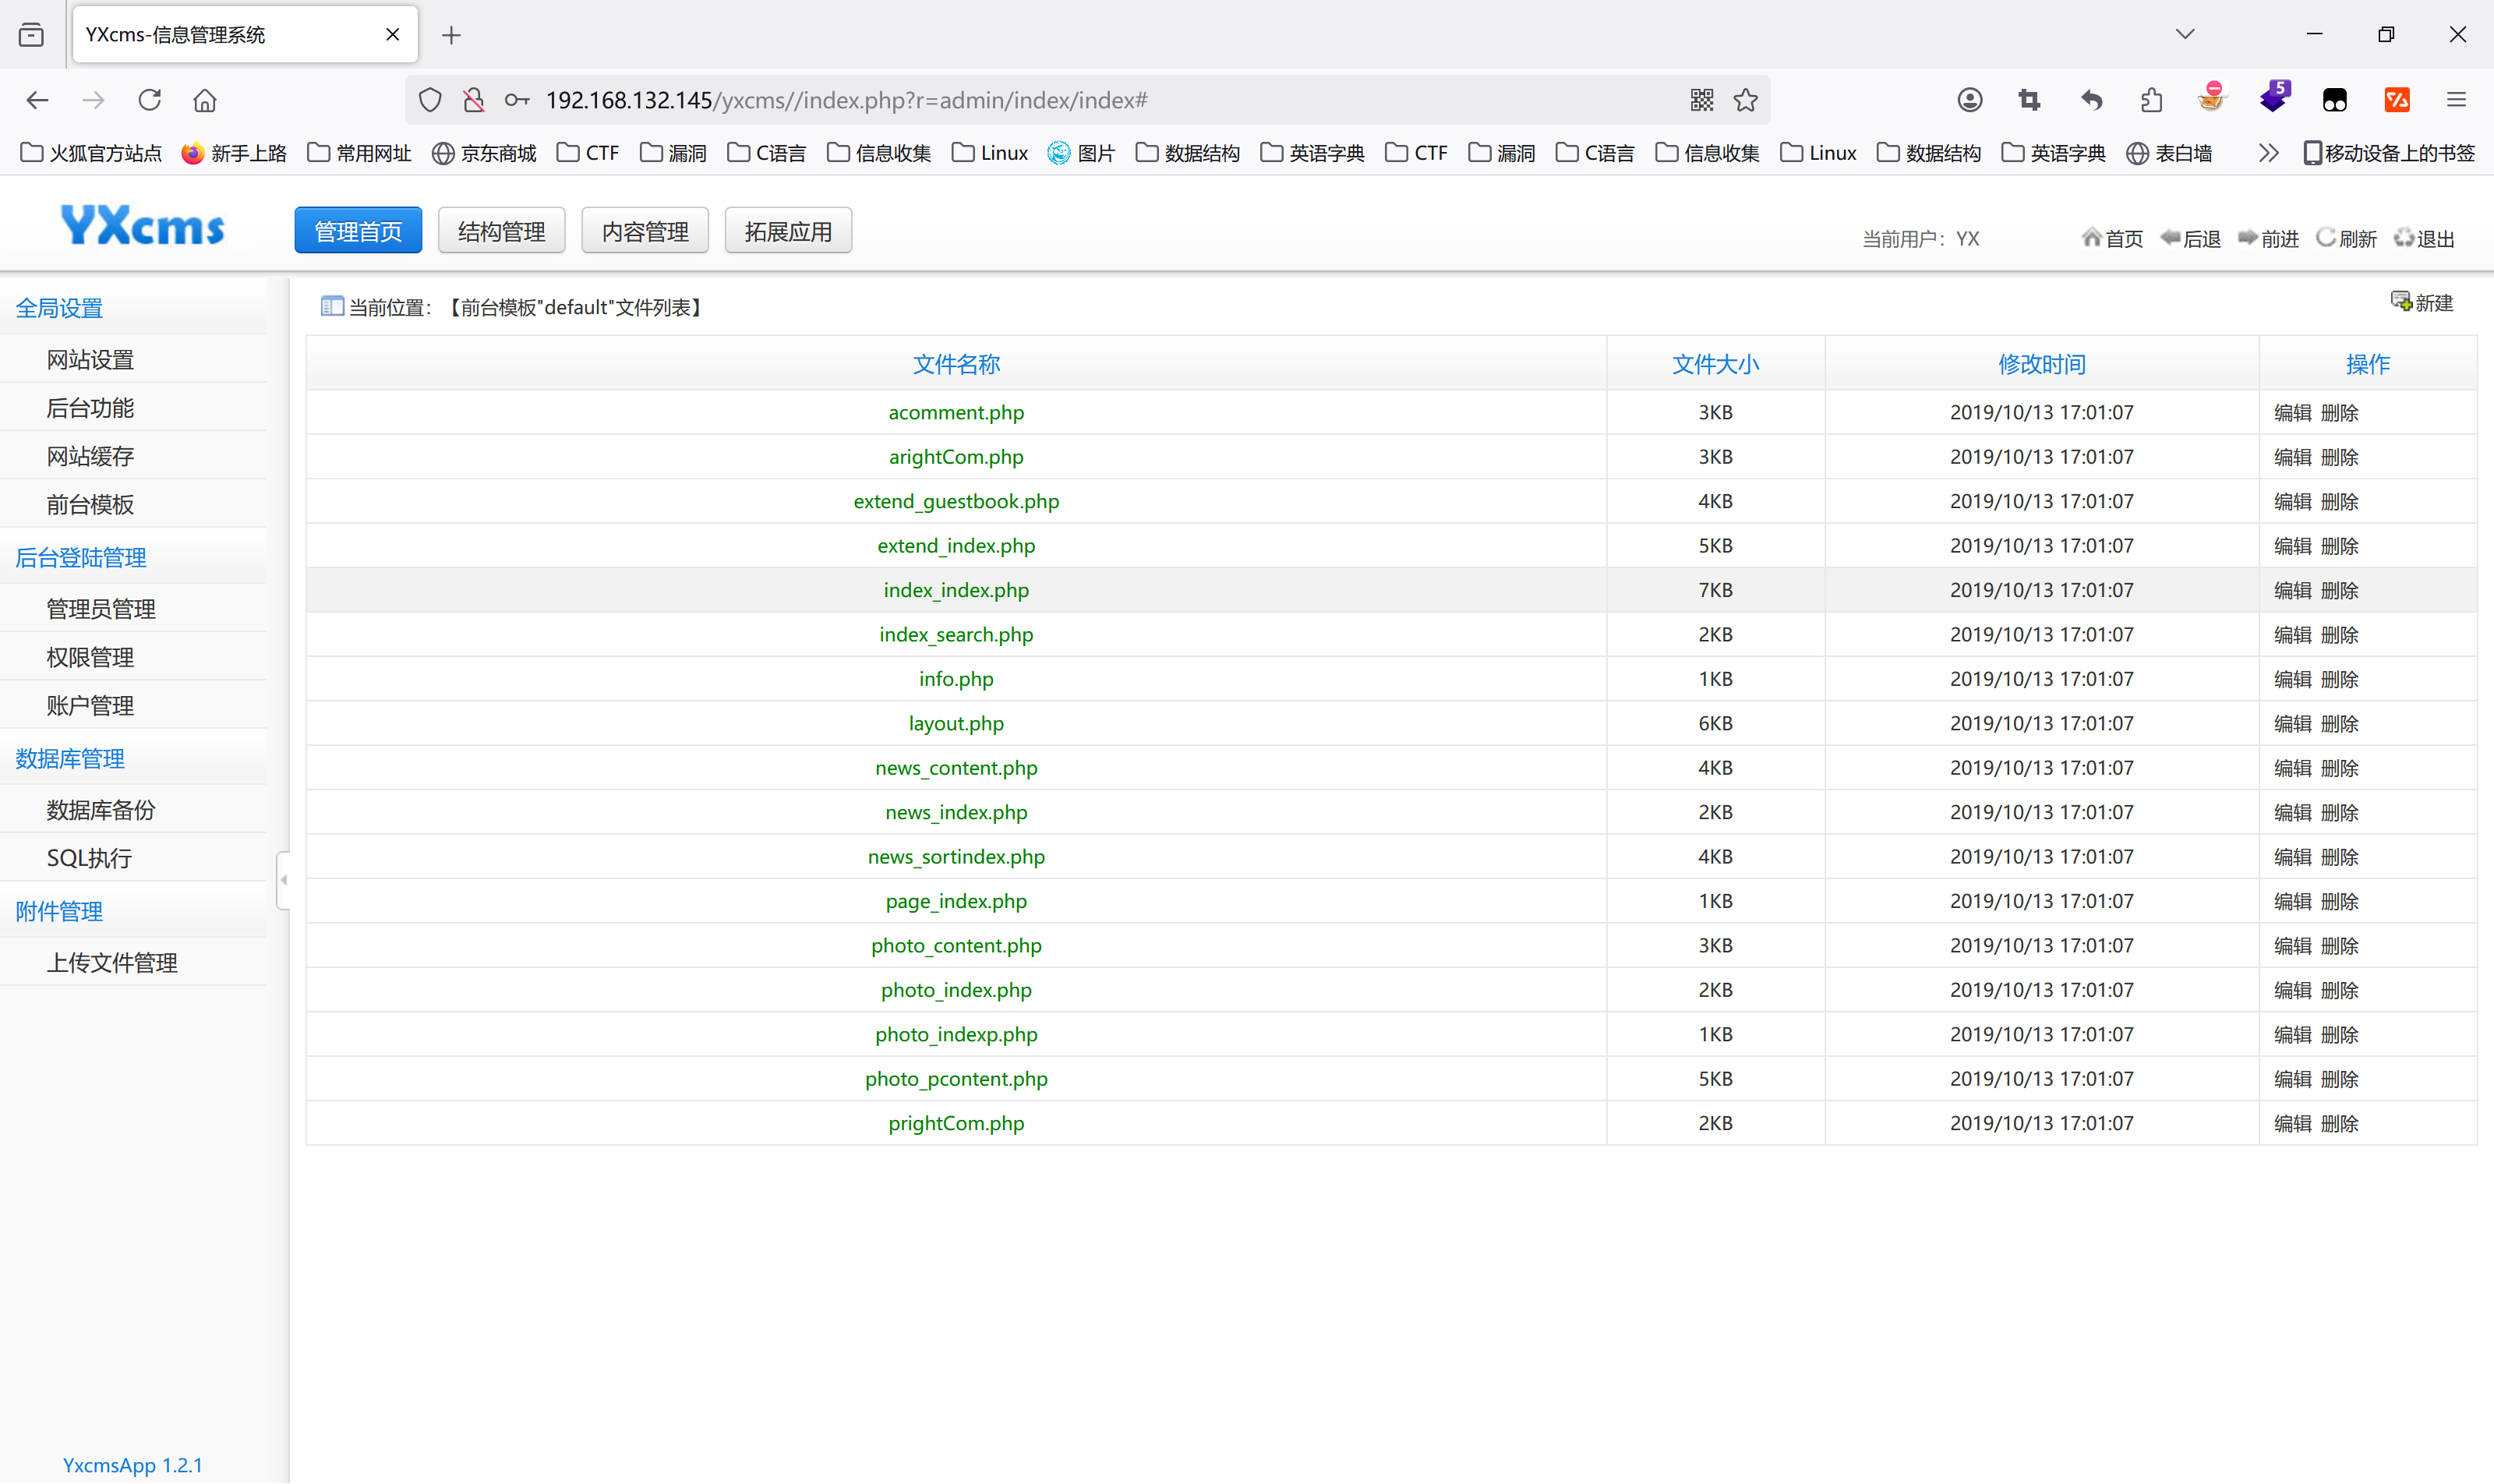 YXcms-信息管理系统
192.168.132.145/yxcms//index.php?r=admin/index/index#
5
火狐官方站点 新手上路 常用网址 京东商城 CTF 漏洞 C语言 信息收集 Linux 图片 数据结构 英语字典 CTF 漏洞 C语言 信息收集 Linux 数据结构 英语字典 表白墙 移动设备上的书签
YXcms 管理首页 结构管理 内容管理 拓展应用 当前用户：YX 首页 后退 前进 刷新 退出
全局设置
网站设置
后台功能
网站缓存
前台模板
后台登陆管理
管理员管理
权限管理
账户管理
数据库管理
数据库备份
SQL执行
附件管理
上传文件管理
YxcmsApp 1.2.1
当前位置：【前台模板"default"文件列表】 新建
文件名称 文件大小 修改时间 操作
acomment.php 3KB 2019/10/13 17:01:07 编辑 删除
arightCom.php 3KB 2019/10/13 17:01:07 编辑 删除
extend_guestbook.php 4KB 2019/10/13 17:01:07 编辑 删除
extend_index.php 5KB 2019/10/13 17:01:07 编辑 删除
index_index.php 7KB 2019/10/13 17:01:07 编辑 删除
index_search.php 2KB 2019/10/13 17:01:07 编辑 删除
info.php 1KB 2019/10/13 17:01:07 编辑 删除
layout.php 6KB 2019/10/13 17:01:07 编辑 删除
news_content.php 4KB 2019/10/13 17:01:07 编辑 删除
news_index.php 2KB 2019/10/13 17:01:07 编辑 删除
news_sortindex.php 4KB 2019/10/13 17:01:07 编辑 删除
page_index.php 1KB 2019/10/13 17:01:07 编辑 删除
photo_content.php 3KB 2019/10/13 17:01:07 编辑 删除
photo_index.php 2KB 2019/10/13 17:01:07 编辑 删除
photo_indexp.php 1KB 2019/10/13 17:01:07 编辑 删除
photo_pcontent.php 5KB 2019/10/13 17:01:07 编辑 删除
prightCom.php 2KB 2019/10/13 17:01:07 编辑 删除